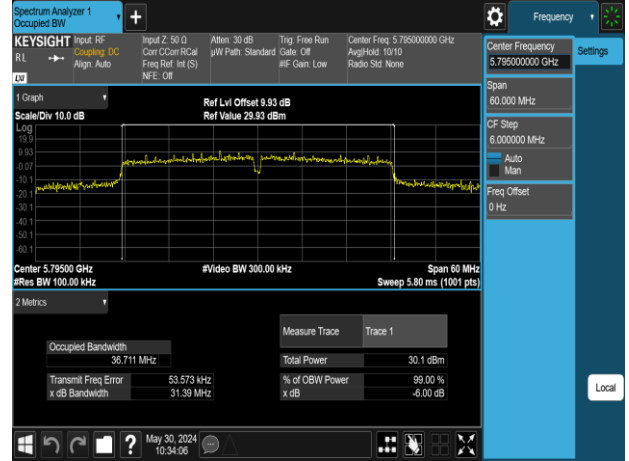 Spectrum Analyzer 1
Occupied BW
Frequency
KEYSIGHT
RL
LXI
Input: RF
Coupling: DC
Align: Auto
Input Z: 50 Ω
Corr CCorr RCal
Freq Ref: Int (S)
NFE: Off
Atten: 30 dB
µW Path: Standard
Trig: Free Run
Gate: Off
#IF Gain: Low
Center Freq: 5.795000000 GHz
Avg|Hold: 10/10
Radio Std: None
Center Frequency
5.795000000 GHz
Settings
Span
60.000 MHz
CF Step
6.000000 MHz
Auto
Man
Freq Offset
0 Hz
1 Graph
Scale/Div 10.0 dB
Ref Lvl Offset 9.93 dB
Ref Value 29.93 dBm
Log
19.9
9.93
-0.07
-10.1
-20.1
-30.1
-40.1
-50.1
-60.1
Center 5.79500 GHz
#Res BW 100.00 kHz
#Video BW 300.00 kHz
Span 60 MHz
Sweep 5.80 ms (1001 pts)
2 Metrics
Measure Trace Trace 1
Occupied Bandwidth
36.711 MHz
Total Power 30.1 dBm
Transmit Freq Error 53.573 kHz
% of OBW Power 99.00 %
x dB Bandwidth 31.39 MHz
x dB -6.00 dB
Local
?
May 30, 2024
10:34:06